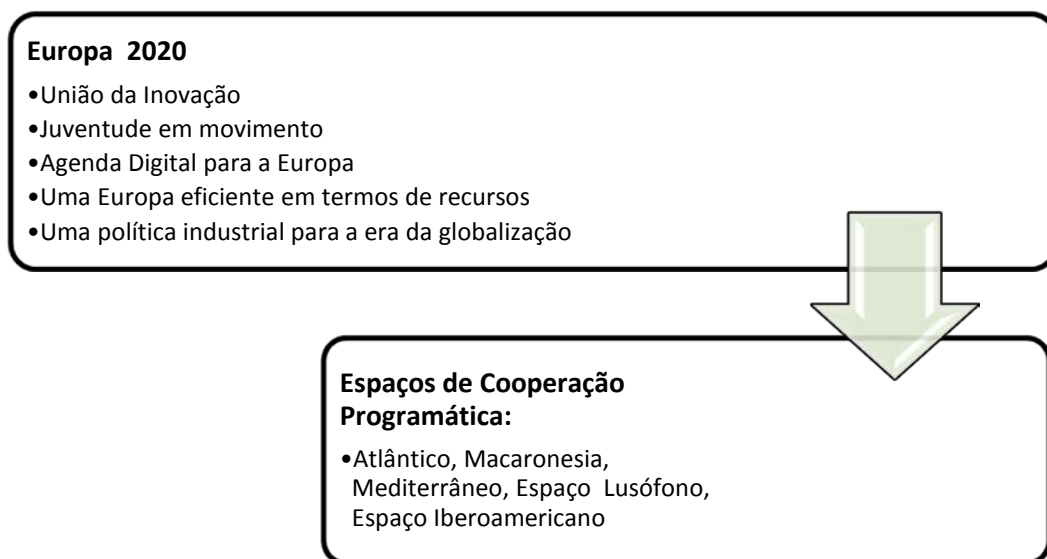 Europa 2020
•União da Inovação
•Juventude em movimento
•Agenda Digital para a Europa
•Uma Europa eficiente em termos de recursos
•Uma política industrial para a era da globalização
Espaços de Cooperação
Programática:
•Atlântico, Macaronesia,
Mediterrâneo, Espaço Lusófono,
Espaço Iberoamericano